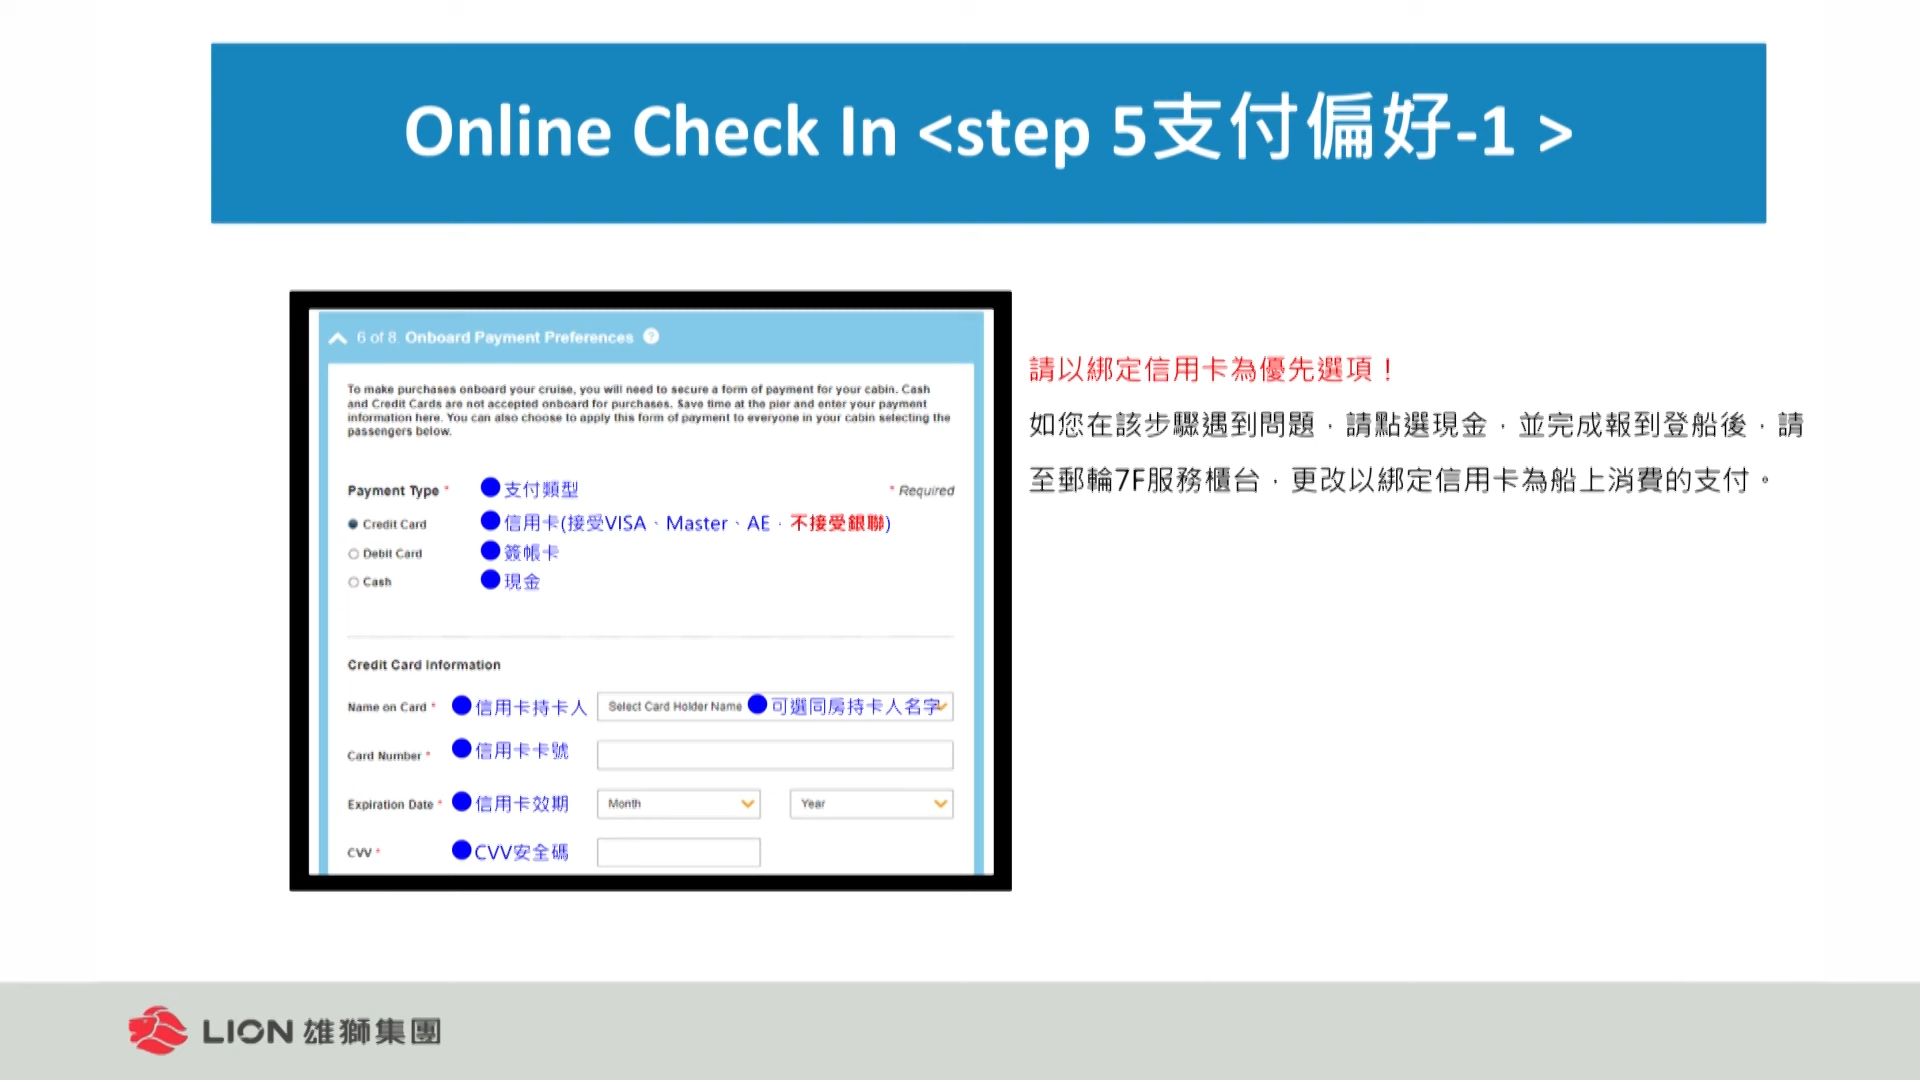 Online Check In <step 5支付偏好-1 >
6 of 8. Onboard Payment Preferences ?
To make purchases onboard your cruise, you will need to secure a form of payment for your cabin. Cash
and Credit Cards are not accepted onboard for purchases. Save time at the pier and enter your payment
information here. You can also choose to apply this form of payment to everyone in your cabin selecting the
passengers below.
Payment Type * 支付類型 * Required
Credit Card 信用卡(接受VISA、Master、AE，不接受銀聯)
Debit Card 簽帳卡
Cash 現金
Credit Card Information
Name on Card * 信用卡持卡人 Select Card Holder Name 可選同房持卡人名字
Card Number * 信用卡卡號
Expiration Date * 信用卡效期 Month Year
CVV * CVV安全碼
請以綁定信用卡為優先選項！
如您在該步驟遇到問題，請點選現金，並完成報到登船後，請
至郵輪7F服務櫃台，更改以綁定信用卡為船上消費的支付。
LION 雄獅集團